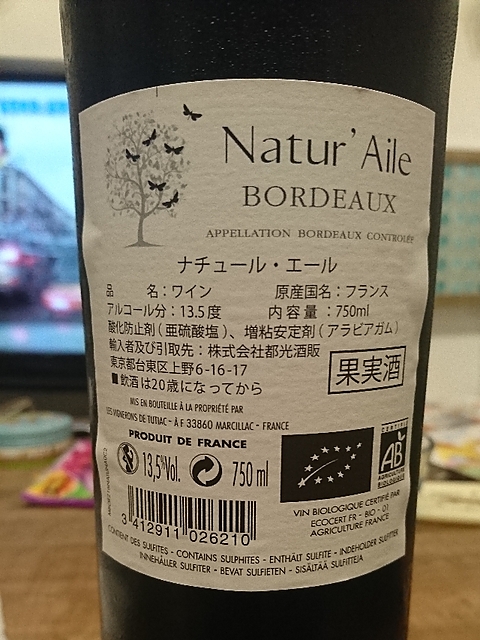 Natur'Aile
BORDEAUX
APPELLATION BORDEAUX CONTROLÉE
ナチュール・エール
品 名：ワイン 原産国名：フランス
アルコール分：13.5度 内容量：750ml
酸化防止剤(亜硫酸塩)、増粘安定剤(アラビアガム)
輸入者及び引取先：株式会社都光酒販
東京都台東区上野6-16-17
■飲酒は20歳になってから
果実酒
MIS EN BOUTEILLE À LA PROPRIÉTÉ PAR
LES VIGNERONS DE TUTIAC - À F 33860 MARCILLAC - FRANCE
PRODUIT DE FRANCE
13,5%Vol. 750 ml
CERTIFIÉ
AB
AGRICULTURE
BIOLOGIQUE
VIN BIOLOGIQUE CERTIFIÉ PAR
ECOCERT FR - BIO - 01
AGRICULTURE FRANCE
3 412911 026210
CONTIENT DES SULFITES - CONTAINS SULPHITES - ENTHÄLT SULFITE - INDEHOLDER SULFITTER
INNEHÅLLER SULFITER - BEVAT SULFIETEN - SISÄLTÄÄ SULFITTEJA